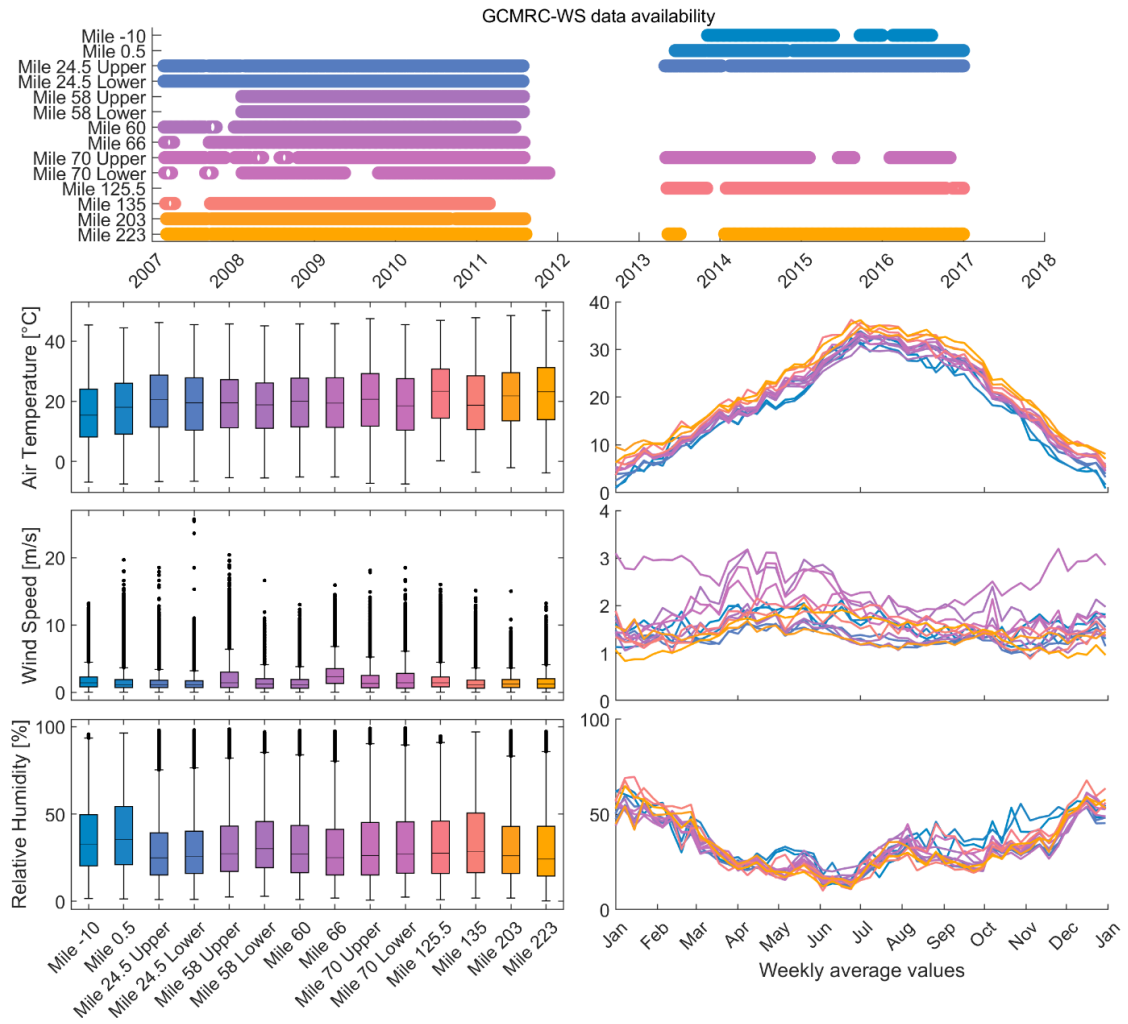 GCMRC-WS data availability
Mile -10
Mile 0.5
Mile 24.5 Upper
Mile 24.5 Lower
Mile 58 Upper
Mile 58 Lower
Mile 60
Mile 66
Mile 70 Upper
Mile 70 Lower
Mile 125.5
Mile 135
Mile 203
Mile 223
2007 2008 2009 2010 2011 2012 2013 2014 2015 2016 2017 2018
Air Temperature [°C]
40
20
0
40
30
20
10
0
Wind Speed [m/s]
20
10
0
4
3
2
1
0
Relative Humidity [%]
100
50
0
100
50
0
Mile -10 Mile 0.5 Mile 24.5 Upper Mile 24.5 Lower Mile 58 Upper Mile 58 Lower Mile 60 Mile 66 Mile 70 Upper Mile 70 Lower Mile 125.5 Mile 135 Mile 203 Mile 223
Jan Feb Mar Apr Jan May Jun Jul Aug Sep Oct Nov Dec Jan
Weekly average values